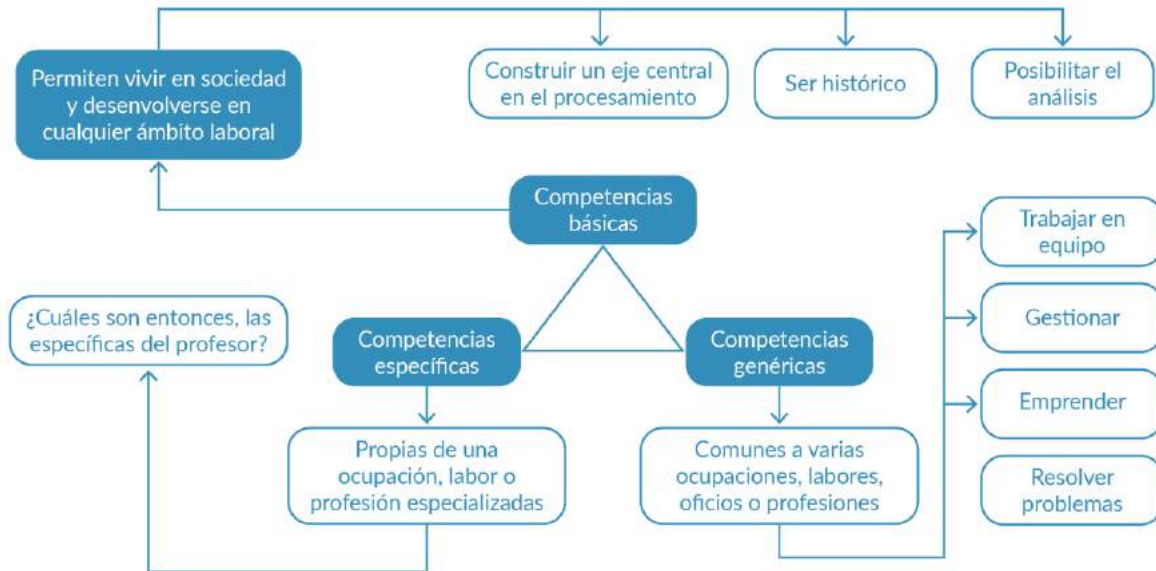 Permiten vivir en sociedad
y desenvolverse en
cualquier ámbito laboral
Construir un eje central
en el procesamiento
Ser histórico
Posibilitar el
análisis
Competencias
básicas
Trabajar en
equipo
¿Cuáles son entonces, las
específicas del profesor?
Competencias
específicas
Competencias
genéricas
Gestionar
Emprender
Propias de una
ocupación, labor o
profesión especializadas
Comunes a varias
ocupaciones, labores,
oficios o profesiones
Resolver
problemas